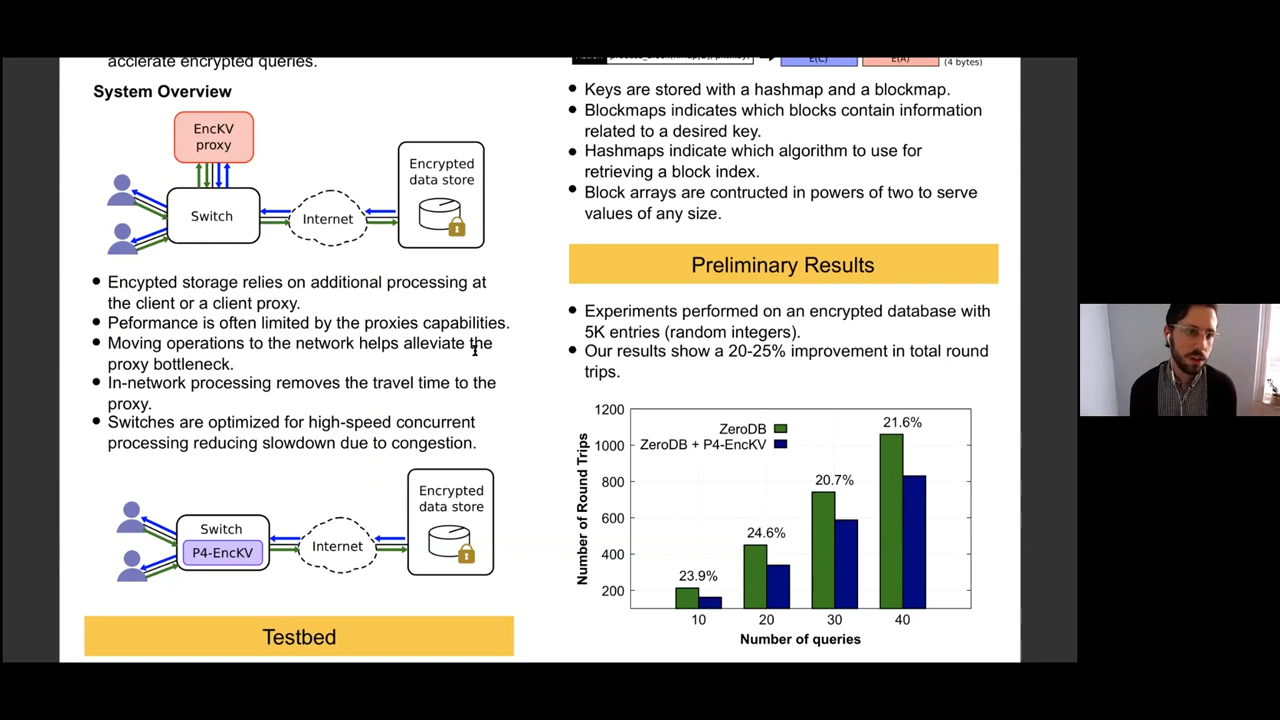 acclerate encrypted queries.
System Overview
EncKV
proxy
Switch
Internet
Encrypted
data store
Encypted storage relies on additional processing at
the client or a client proxy.
Peformance is often limited by the proxies capabilities.
Moving operations to the network helps alleviate the
proxy bottleneck.
In-network processing removes the travel time to the
proxy.
Switches are optimized for high-speed concurrent
processing reducing slowdown due to congestion.
Switch
P4-EncKV
Internet
Encrypted
data store
Testbed
E(C)
E(A)
(4 bytes)
Keys are stored with a hashmap and a blockmap.
Blockmaps indicates which blocks contain information
related to a desired key.
Hashmaps indicate which algorithm to use for
retrieving a block index.
Block arrays are contructed in powers of two to serve
values of any size.
Preliminary Results
Experiments performed on an encrypted database with
5K entries (random integers).
Our results show a 20-25% improvement in total round
trips.
Number of Round Trips
1200
1000
800
600
400
200
ZeroDB
ZeroDB + P4-EncKV
23.9%
24.6%
20.7%
21.6%
10
20
30
40
Number of queries